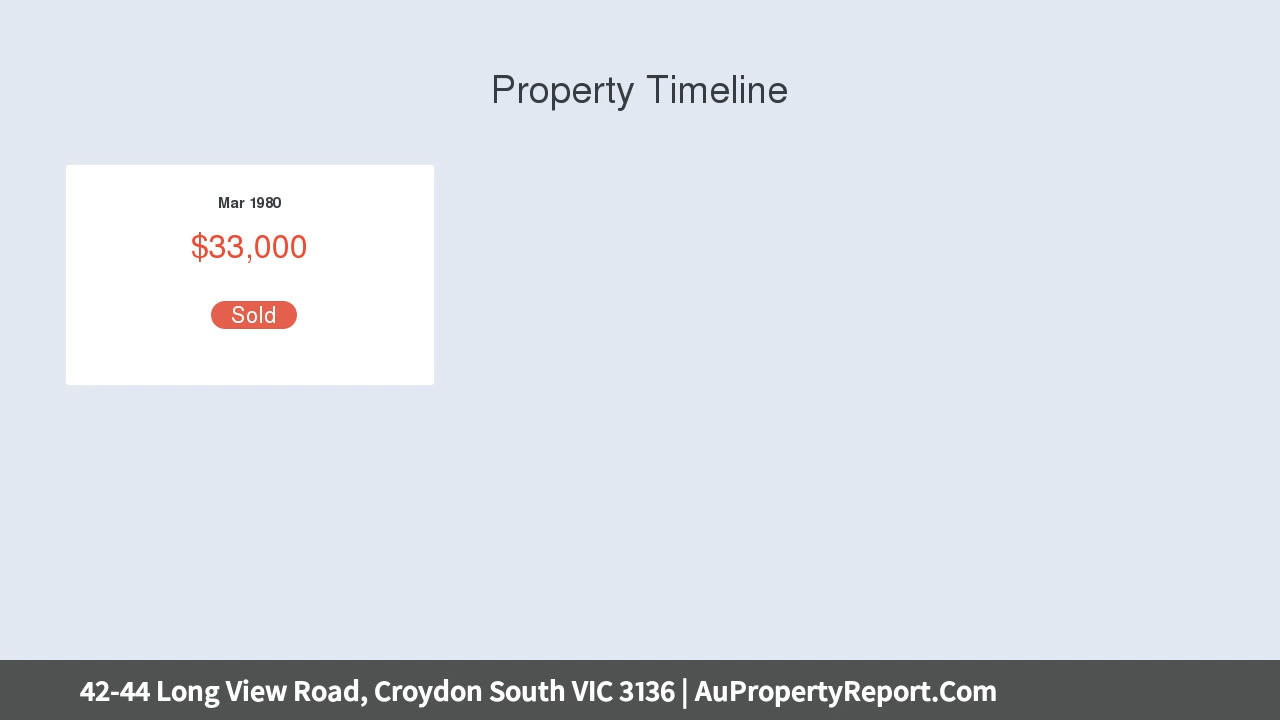 Property Timeline
Mar 1980
$33,000
Sold
42-44 Long View Road, Croydon South VIC 3136 | AuPropertyReport.Com